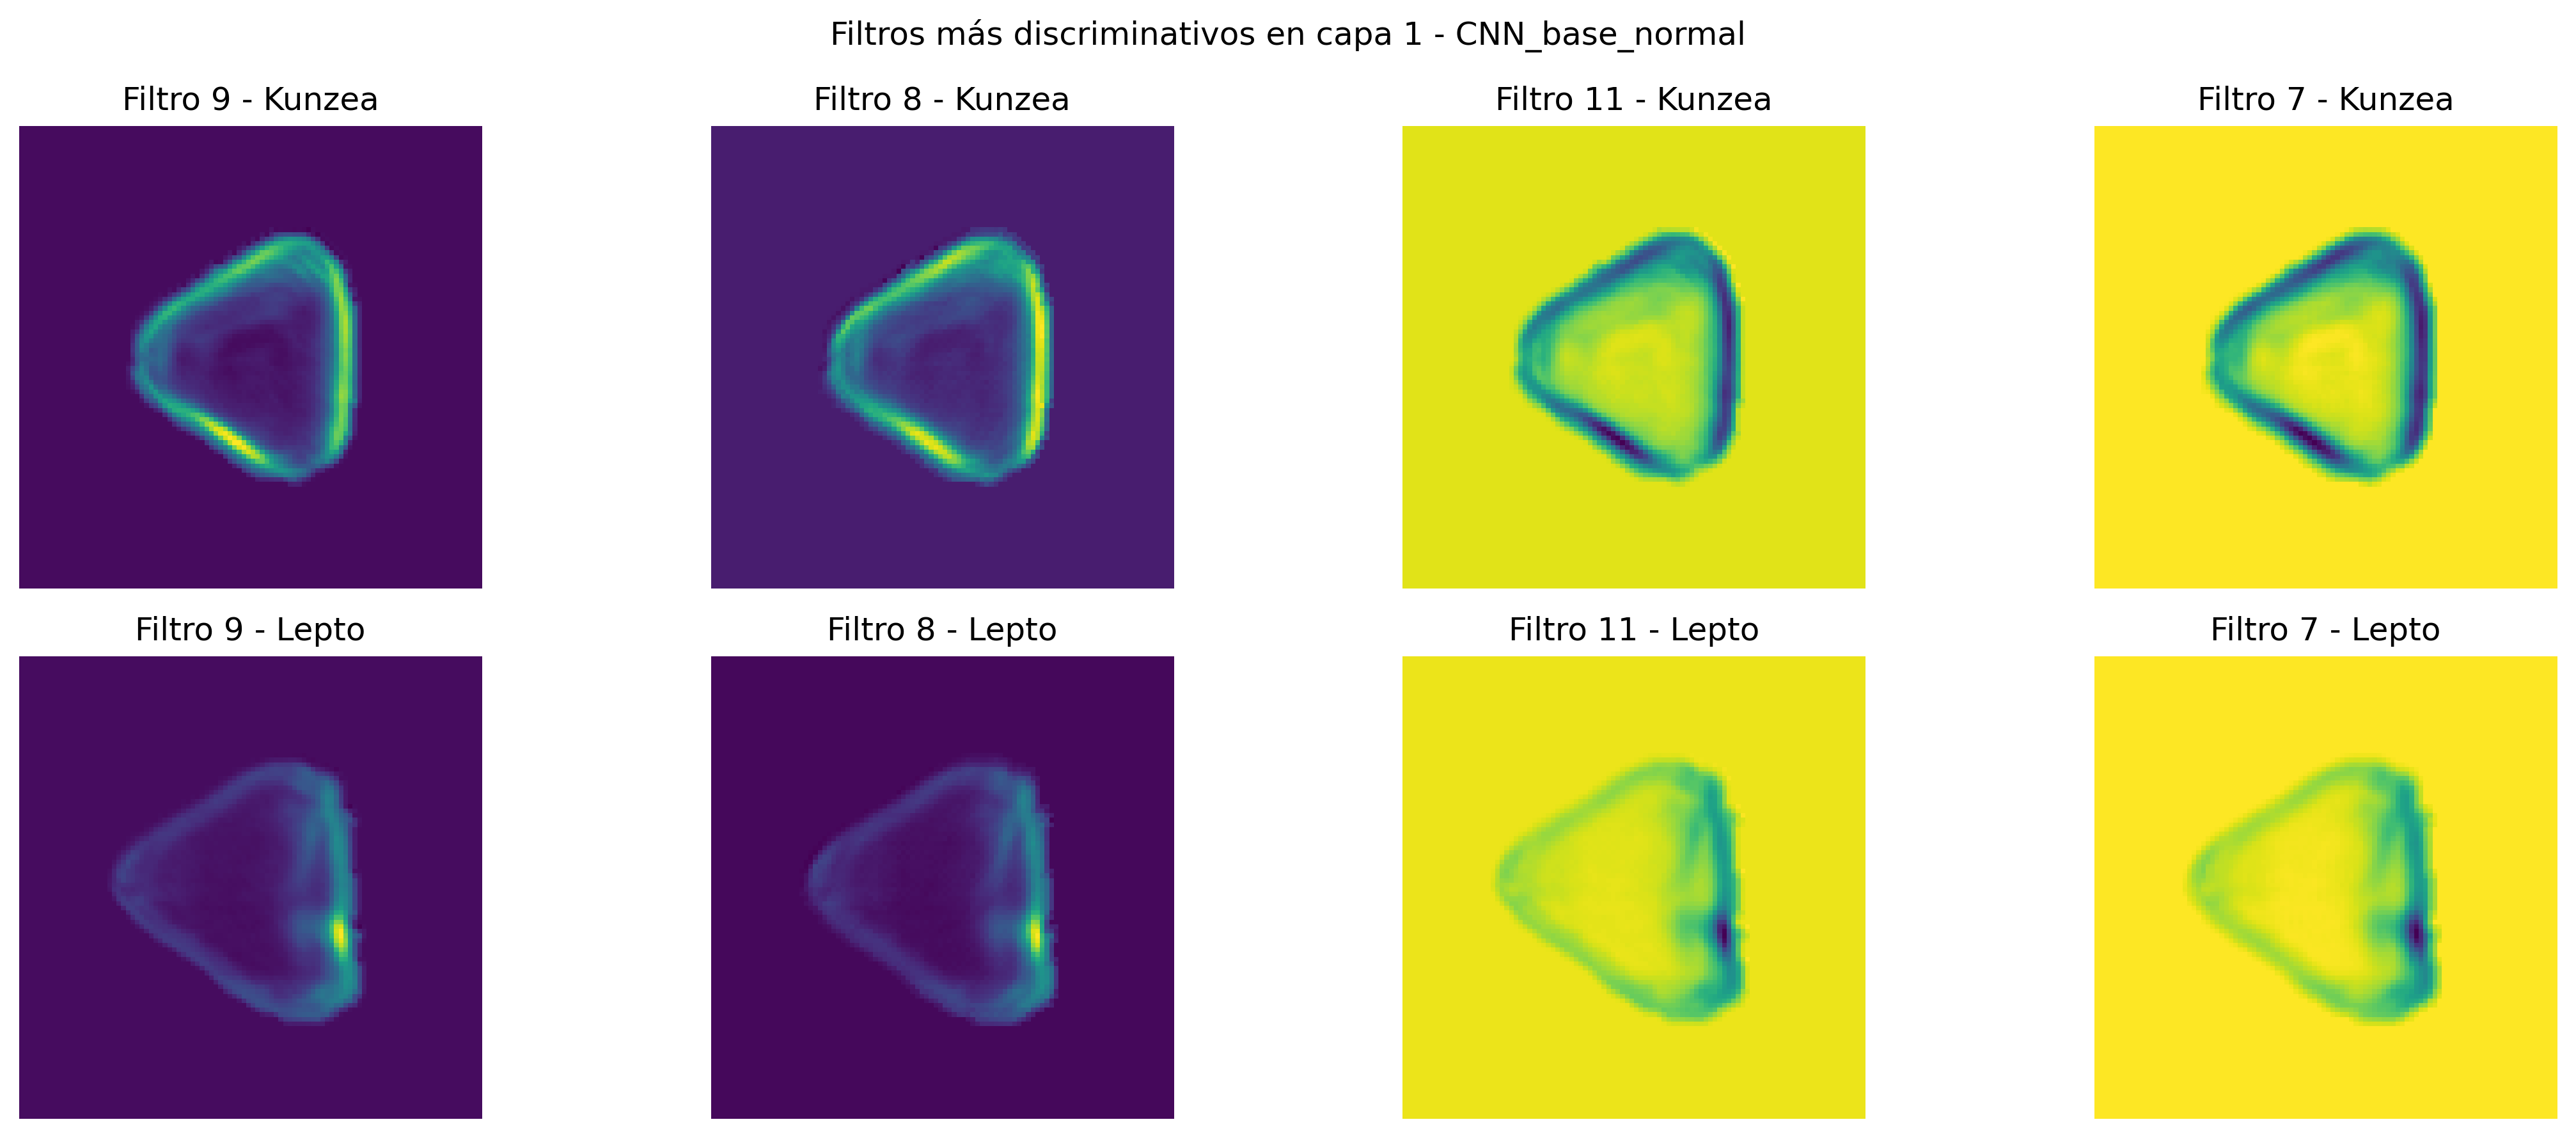 Filtros más discriminativos en capa 1 - CNN_base_normal
Filtro 9 - Kunzea
Filtro 8 - Kunzea
Filtro 11 - Kunzea
Filtro 7 - Kunzea
Filtro 9 - Lepto
Filtro 8 - Lepto
Filtro 11 - Lepto
Filtro 7 - Lepto